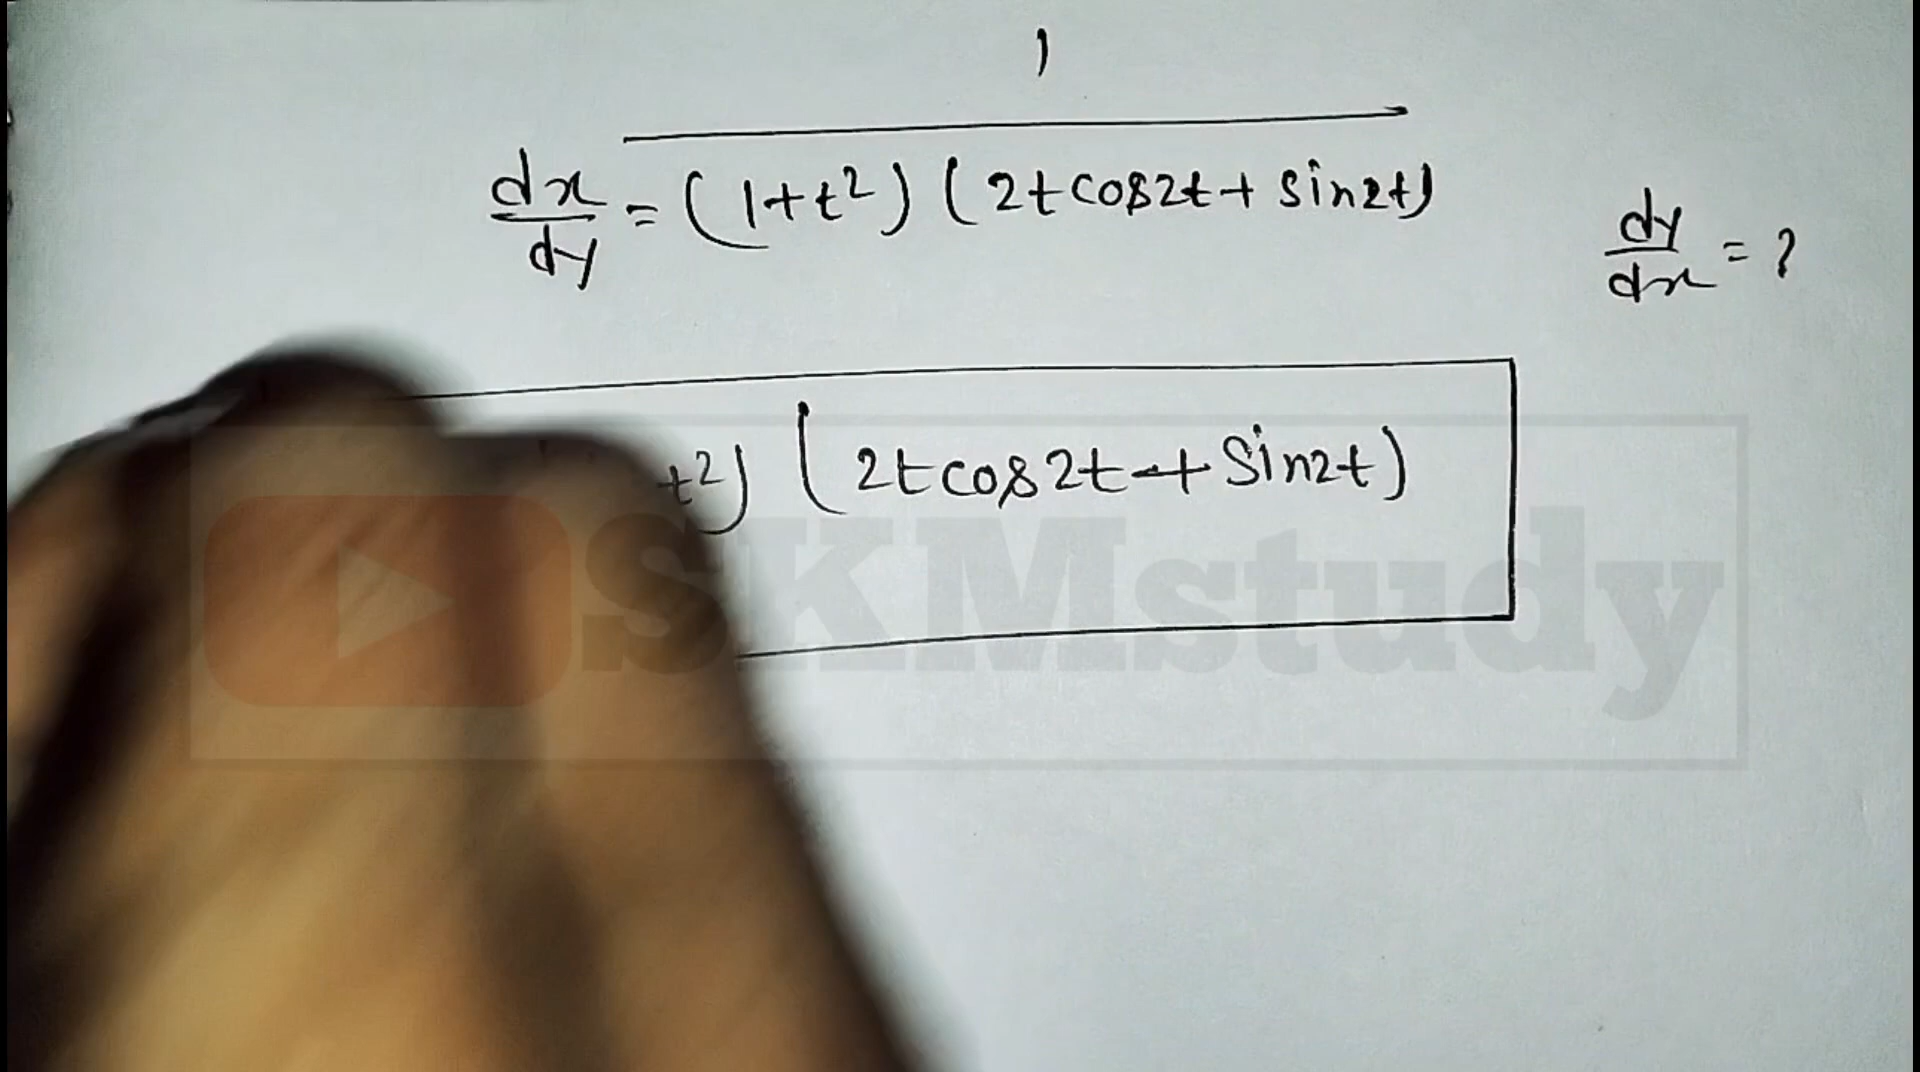 1
dx/dy = (1+t²) (2t cos2t + sin2t)
dy/dx = ?
+t²) (2t cos2t + Sin2t)
SKMstudy